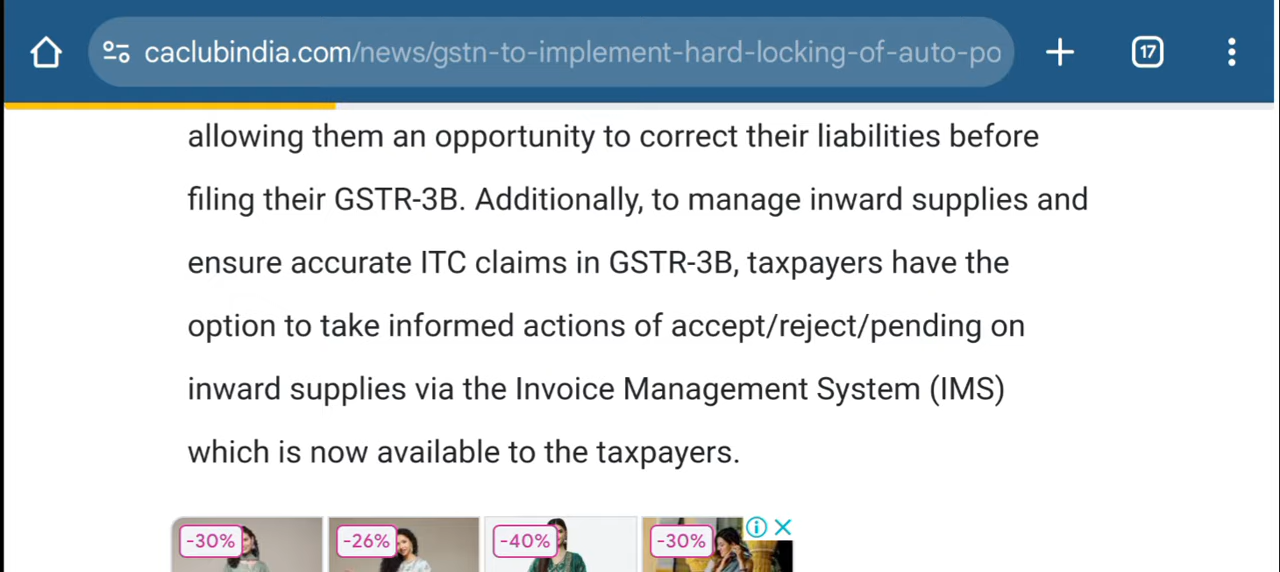 caclubindia.com/news/gstn-to-implement-hard-locking-of-auto-po
17
allowing them an opportunity to correct their liabilities before
filing their GSTR-3B. Additionally, to manage inward supplies and
ensure accurate ITC claims in GSTR-3B, taxpayers have the
option to take informed actions of accept/reject/pending on
inward supplies via the Invoice Management System (IMS)
which is now available to the taxpayers.
-30%
-26%
-40%
-30%